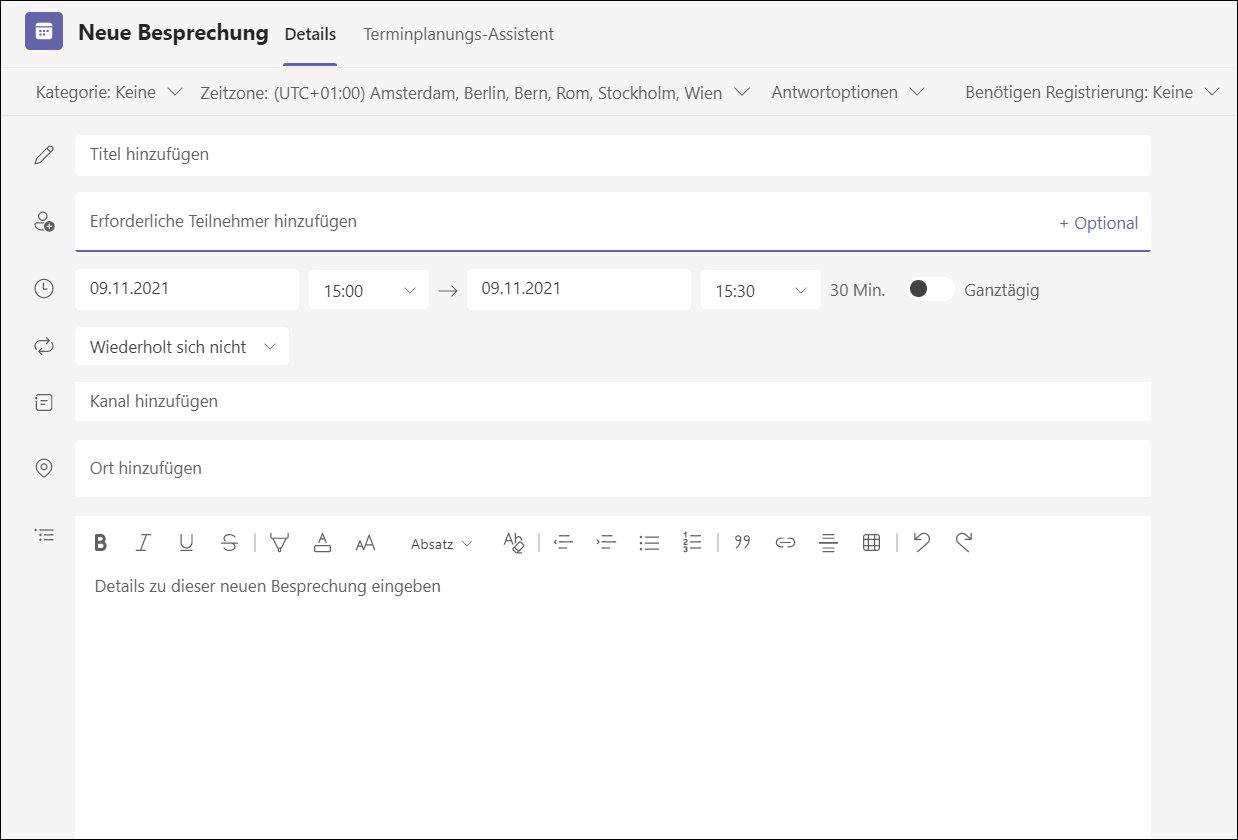 Neue Besprechung Details Terminplanungs-Assistent
Kategorie: Keine Zeitzone: (UTC+01:00) Amsterdam, Berlin, Bern, Rom, Stockholm, Wien Antwortoptionen Benötigen Registrierung: Keine
Titel hinzufügen
Erforderliche Teilnehmer hinzufügen + Optional
09.11.2021 15:00 → 09.11.2021 15:30 30 Min. Ganztägig
Wiederholt sich nicht
Kanal hinzufügen
Ort hinzufügen
Absatz
Details zu dieser neuen Besprechung eingeben